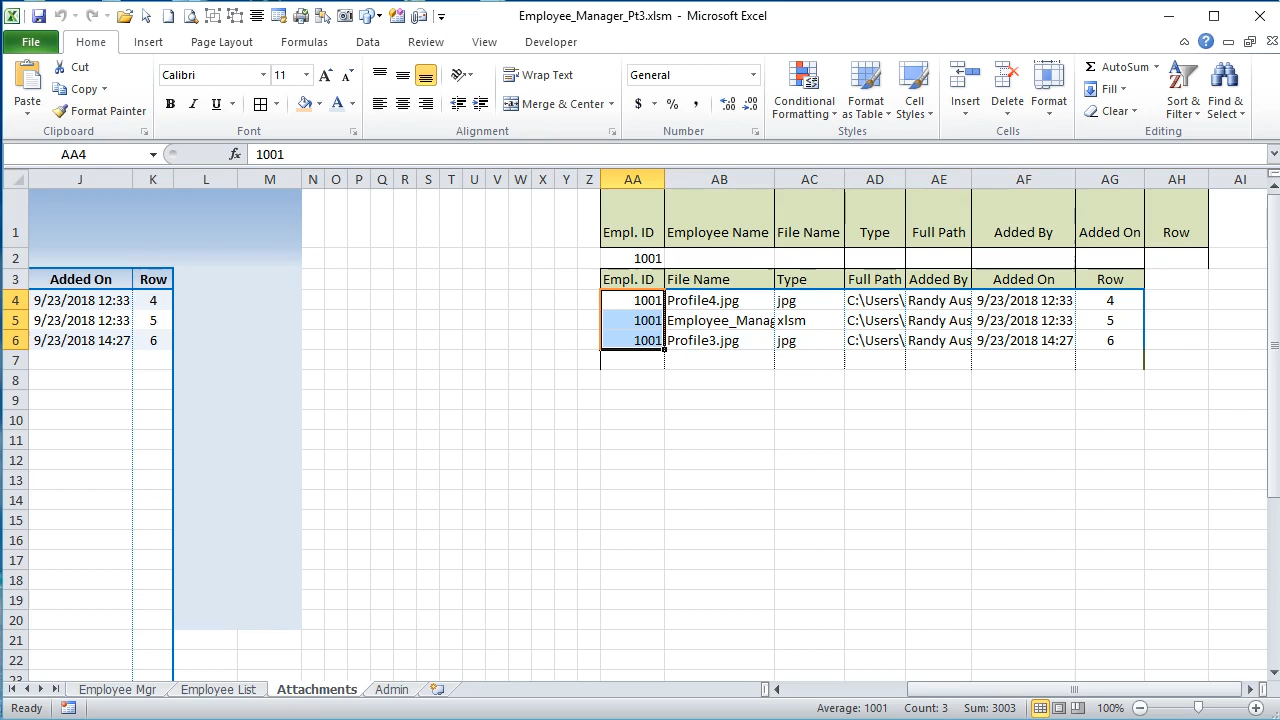 Employee_Manager_Pt3.xlsm - Microsoft Excel
File Home Insert Page Layout Formulas Data Review View Developer
Paste Cut Copy Format Painter Clipboard
Calibri 11 B I U A Font
Wrap Text Merge & Center Alignment
General $ % , Number
Conditional Formatting Format as Table Cell Styles Styles
Insert Delete Format Cells
AutoSum Fill Clear Sort & Filter Find & Select Editing
AA4 fx 1001
J K L M N O P Q R S T U V W X Y Z AA AB AC AD AE AF AG AH AI
1 Empl. ID Employee Name File Name Type Full Path Added By Added On Row
2 1001
3 Added On Row Empl. ID File Name Type Full Path Added By Added On Row
4 9/23/2018 12:33 4 1001 Profile4.jpg jpg C:\Users\ Randy Aus 9/23/2018 12:33 4
5 9/23/2018 12:33 5 1001 Employee_Manag xlsm C:\Users\ Randy Aus 9/23/2018 12:33 5
6 9/23/2018 14:27 6 1001 Profile3.jpg jpg C:\Users\ Randy Aus 9/23/2018 14:27 6
7
8
9
10
11
12
13
14
15
16
17
18
19
20
21
22
23
Employee Mgr Employee List Attachments Admin
Ready Average: 1001 Count: 3 Sum: 3003 100%